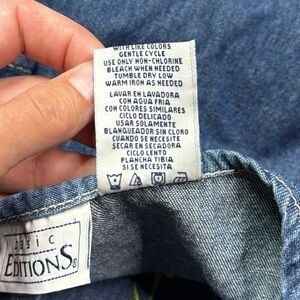 WITH LIKE COLORS
GENTLE CYCLE
USE ONLY NON-CHLORINE
BLEACH WHEN NEEDED
TUMBLE DRY LOW
WARM IRON AS NEEDED
LAVAR EN LAVADORA
CON AGUA FRIA
CON COLORES SIMILARES
CICLO DELICADO
USAR SOLAMENTE
BLANQUEADOR SIN CLORO
CUANDO SE NECESITE
SECAR EN SECADORA
CICLO LENTO
PLANCHA TIBIA
SI SE NECESITA
basic
EDITIONS®